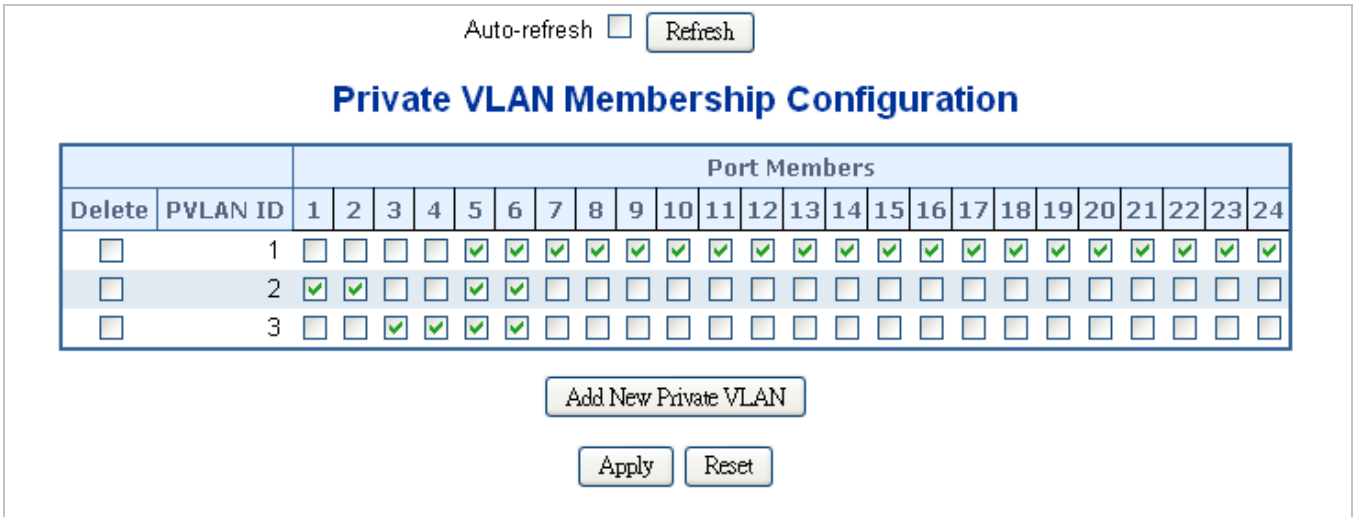 Auto-refresh Refresh
Private VLAN Membership Configuration
Port Members
Delete PVLAN ID 1 2 3 4 5 6 7 8 9 10 11 12 13 14 15 16 17 18 19 20 21 22 23 24
1
2
3
Add New Private VLAN
Apply Reset